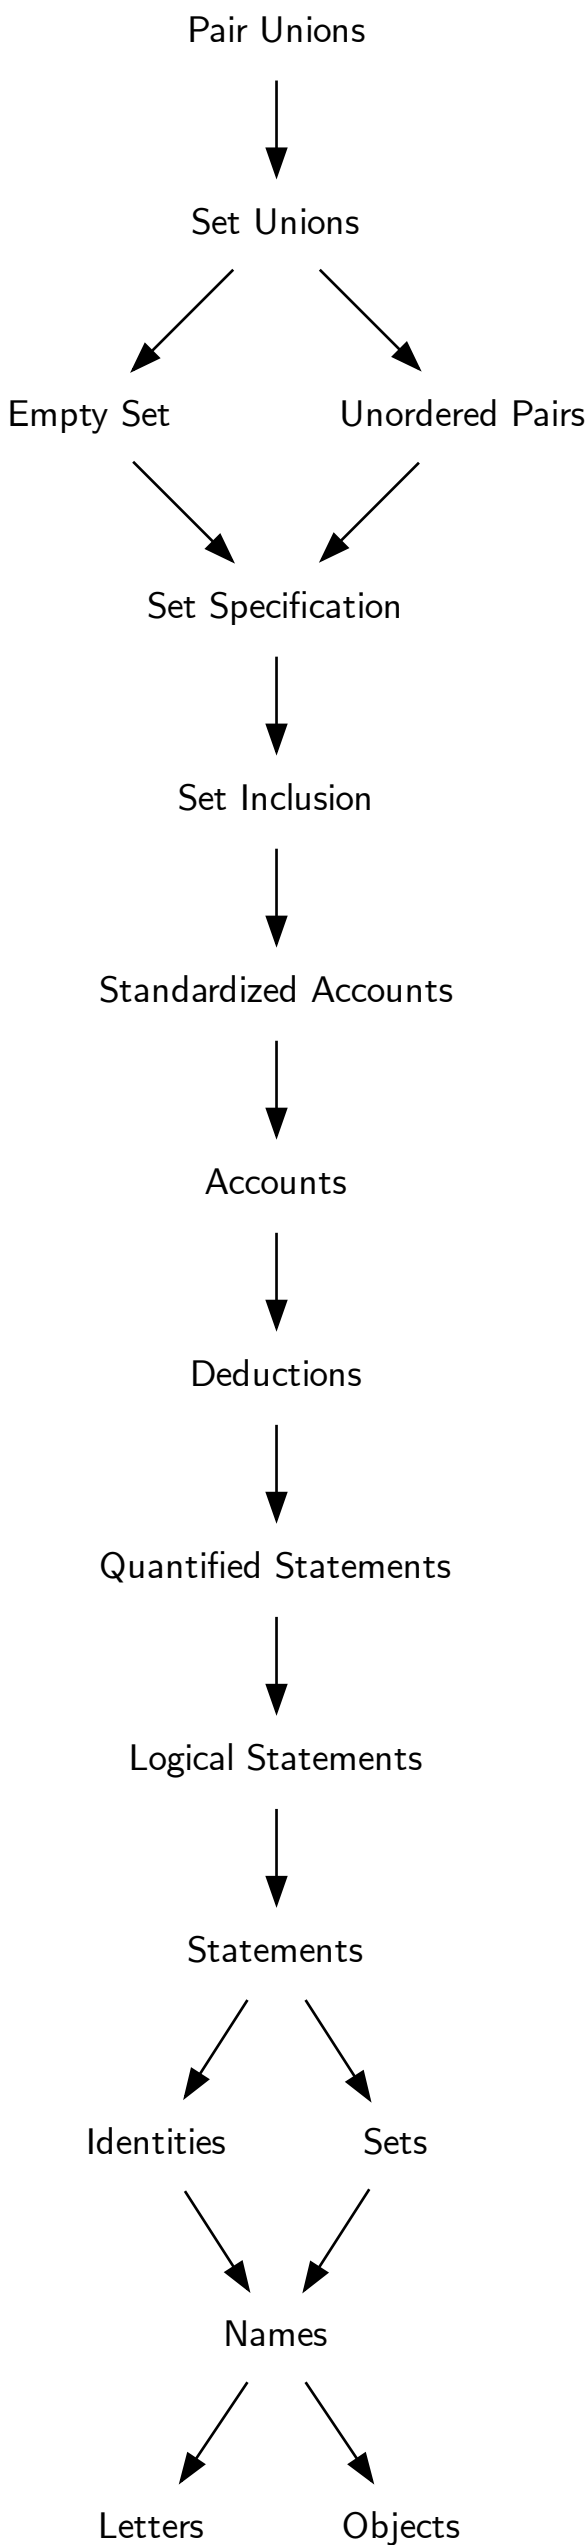 Pair Unions
Set Unions
Empty Set
Unordered Pairs
Set Specification
Set Inclusion
Standardized Accounts
Accounts
Deductions
Quantified Statements
Logical Statements
Statements
Identities
Sets
Names
Letters
Objects